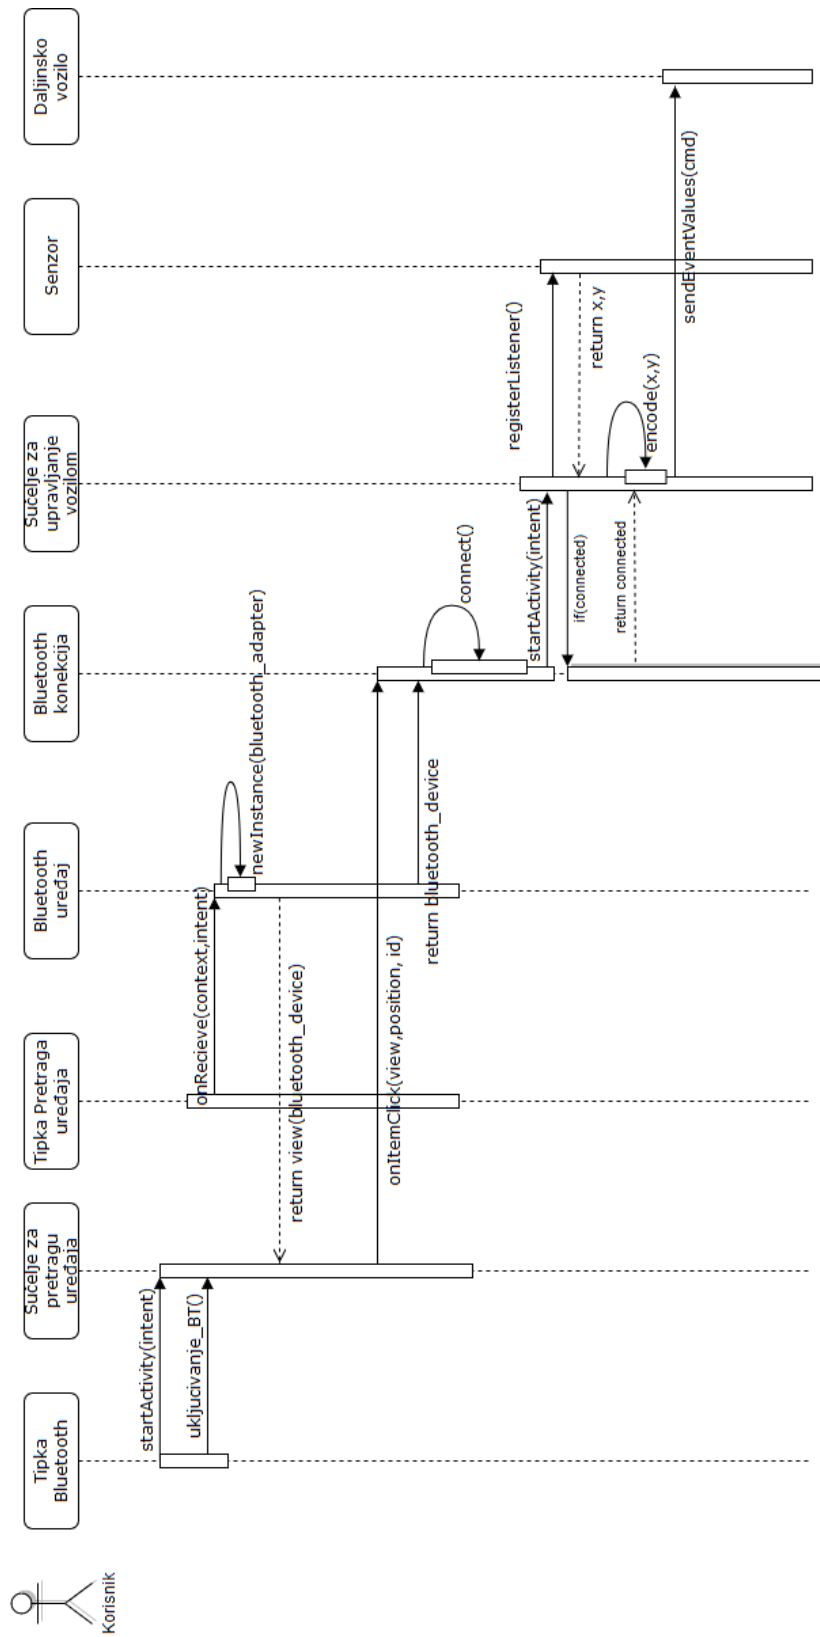 Korisnik
Tipka
Bluetooth
Sučelje za
pretragu
uređaja
Tipka Pretraga
uređaja
Bluetooth
uređaj
Bluetooth
konekcija
Sučelje za
upravljanje
vozilom
Senzor
Daljinsko
vozilo
startActivity(intent)
ukljucivanje_BT()
onRecieve(context,intent)
newInstance(bluetooth_adapter)
return view(bluetooth_device)
onItemClick(view,position, id)
return bluetooth_device
connect()
startActivity(intent)
registerListener()
if(connected)
return x,y
return connected
encode(x,y)
sendEventValues(cmd)